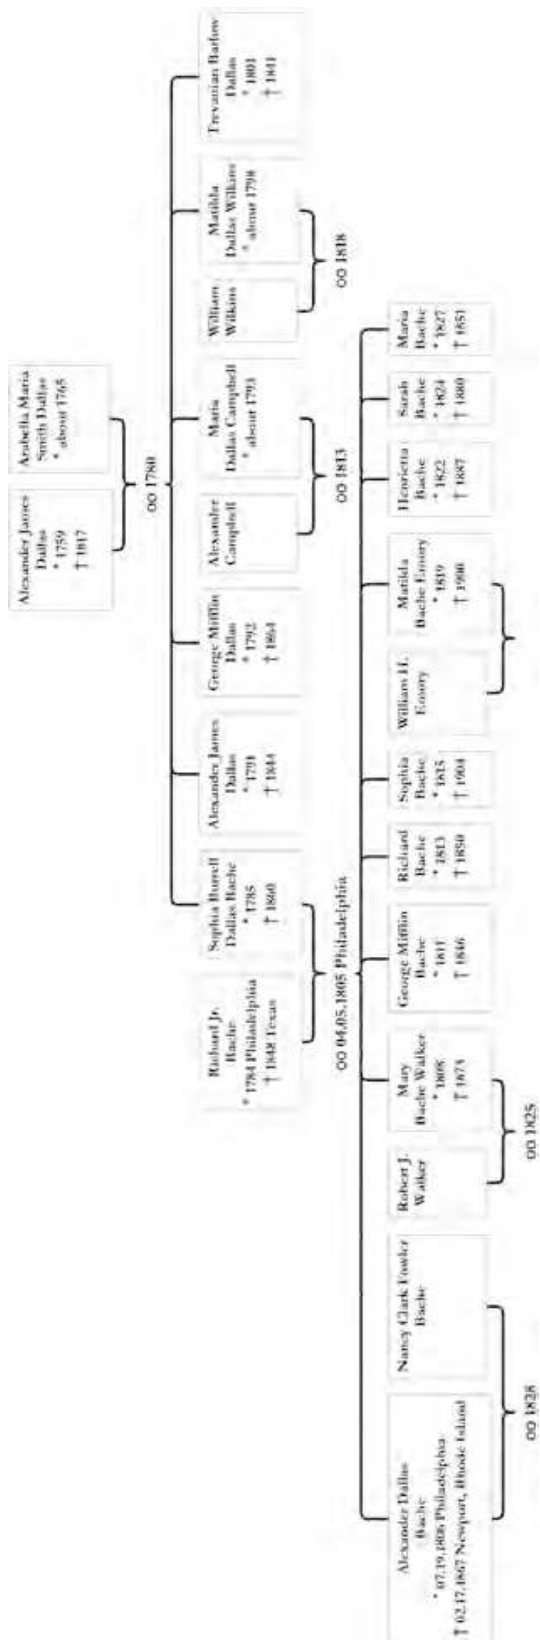 Alexander James
Dallas
* 1759
† 1817
Arabella Maria
Smith Dallas
* about 1765
oo 1780
Richard Jr.
Bache
* 1784 Philadelphia
† 1848 Texas
Sophia Burrell
Dallas Bache
* 1785
† 1860
Alexander James
Dallas
* 1791
† 1844
George Mifflin
Dallas
* 1792
† 1864
Alexander
Campbell
Maria
Dallas Campbell
* about 1793
William
Wilkins
Matilda
Dallas Wilkins
* about 1798
Trevanian Barlow
Dallas
* 1801
† 1841
oo 04.05.1805 Philadelphia
oo 1813
oo 1818
Alexander Dallas
Bache
* 07.19.1806 Philadelphia
† 02.17.1867 Newport, Rhode Island
Nancy Clark Fowler
Bache
Robert J.
Walker
Mary
Bache Walker
* 1808
† 1873
George Mifflin
Bache
* 1811
† 1846
Richard
Bache
* 1813
† 1850
Sophia
Bache
* 1815
† 1904
William H.
Emory
Matilda
Bache Emory
* 1819
† 1900
Henrietta
Bache
* 1822
† 1887
Sarah
Bache
* 1824
† 1880
Maria
Bache
* 1827
† 1851
oo 1828
oo 1825